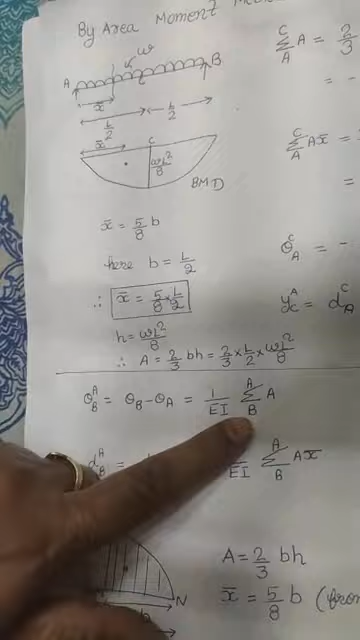 By Area Moment
w
A B
x̄
L/2 L/2
x̄ C
wL²/8
BMD
x̄ = 5/8 b
here b = L/2
∴ x̄ = 5/8 × L/2
h = wL²/8
∴ A = 2/3 bh = 2/3 × L/2 × wL²/8
θ_B^A = θ_B - θ_A = 1/EI Σ_B^A A
d_B^A = EI Σ_B^A Ax̄
N
b
A = 2/3 bh
x̄ = 5/8 b (from
Σ_A^C A = 2/3
= -
Σ_A^C Ax̄ =
=
θ_A^C = -
y_C^A = d_A^C